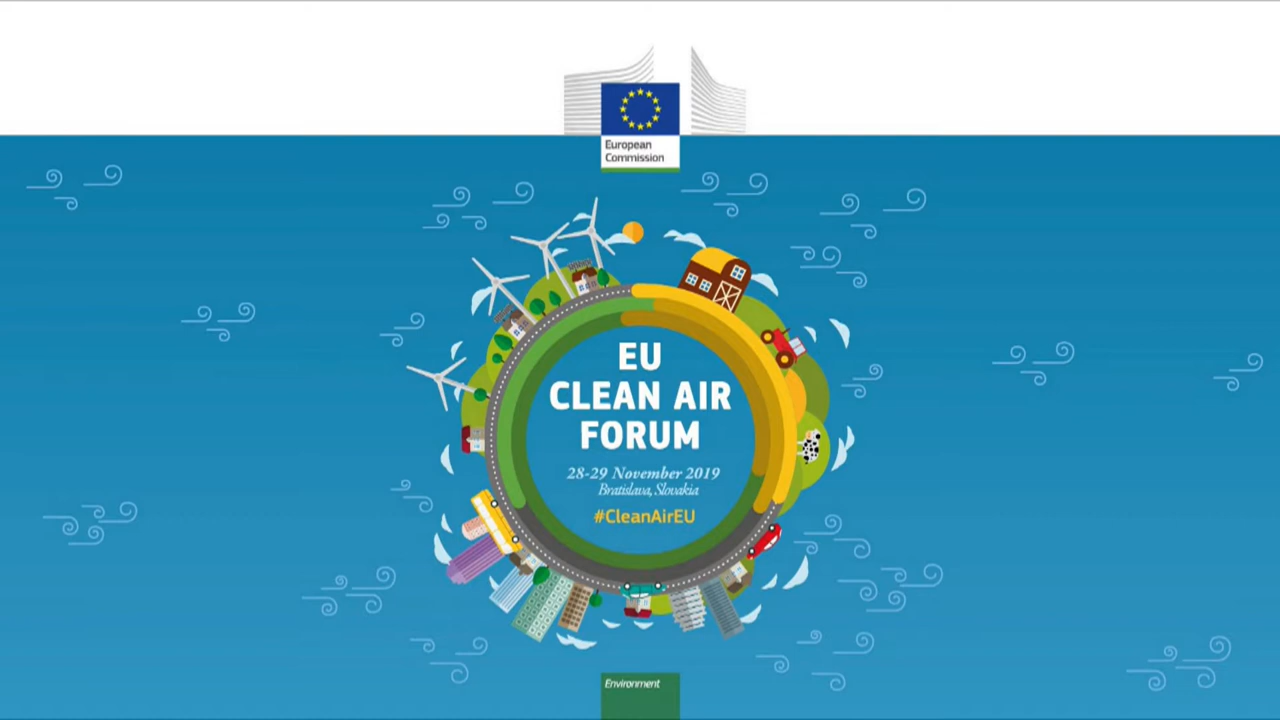 European
Commission
EU
CLEAN AIR
FORUM
28-29 November 2019
Bratislava, Slovakia
#CleanAirEU
Environment